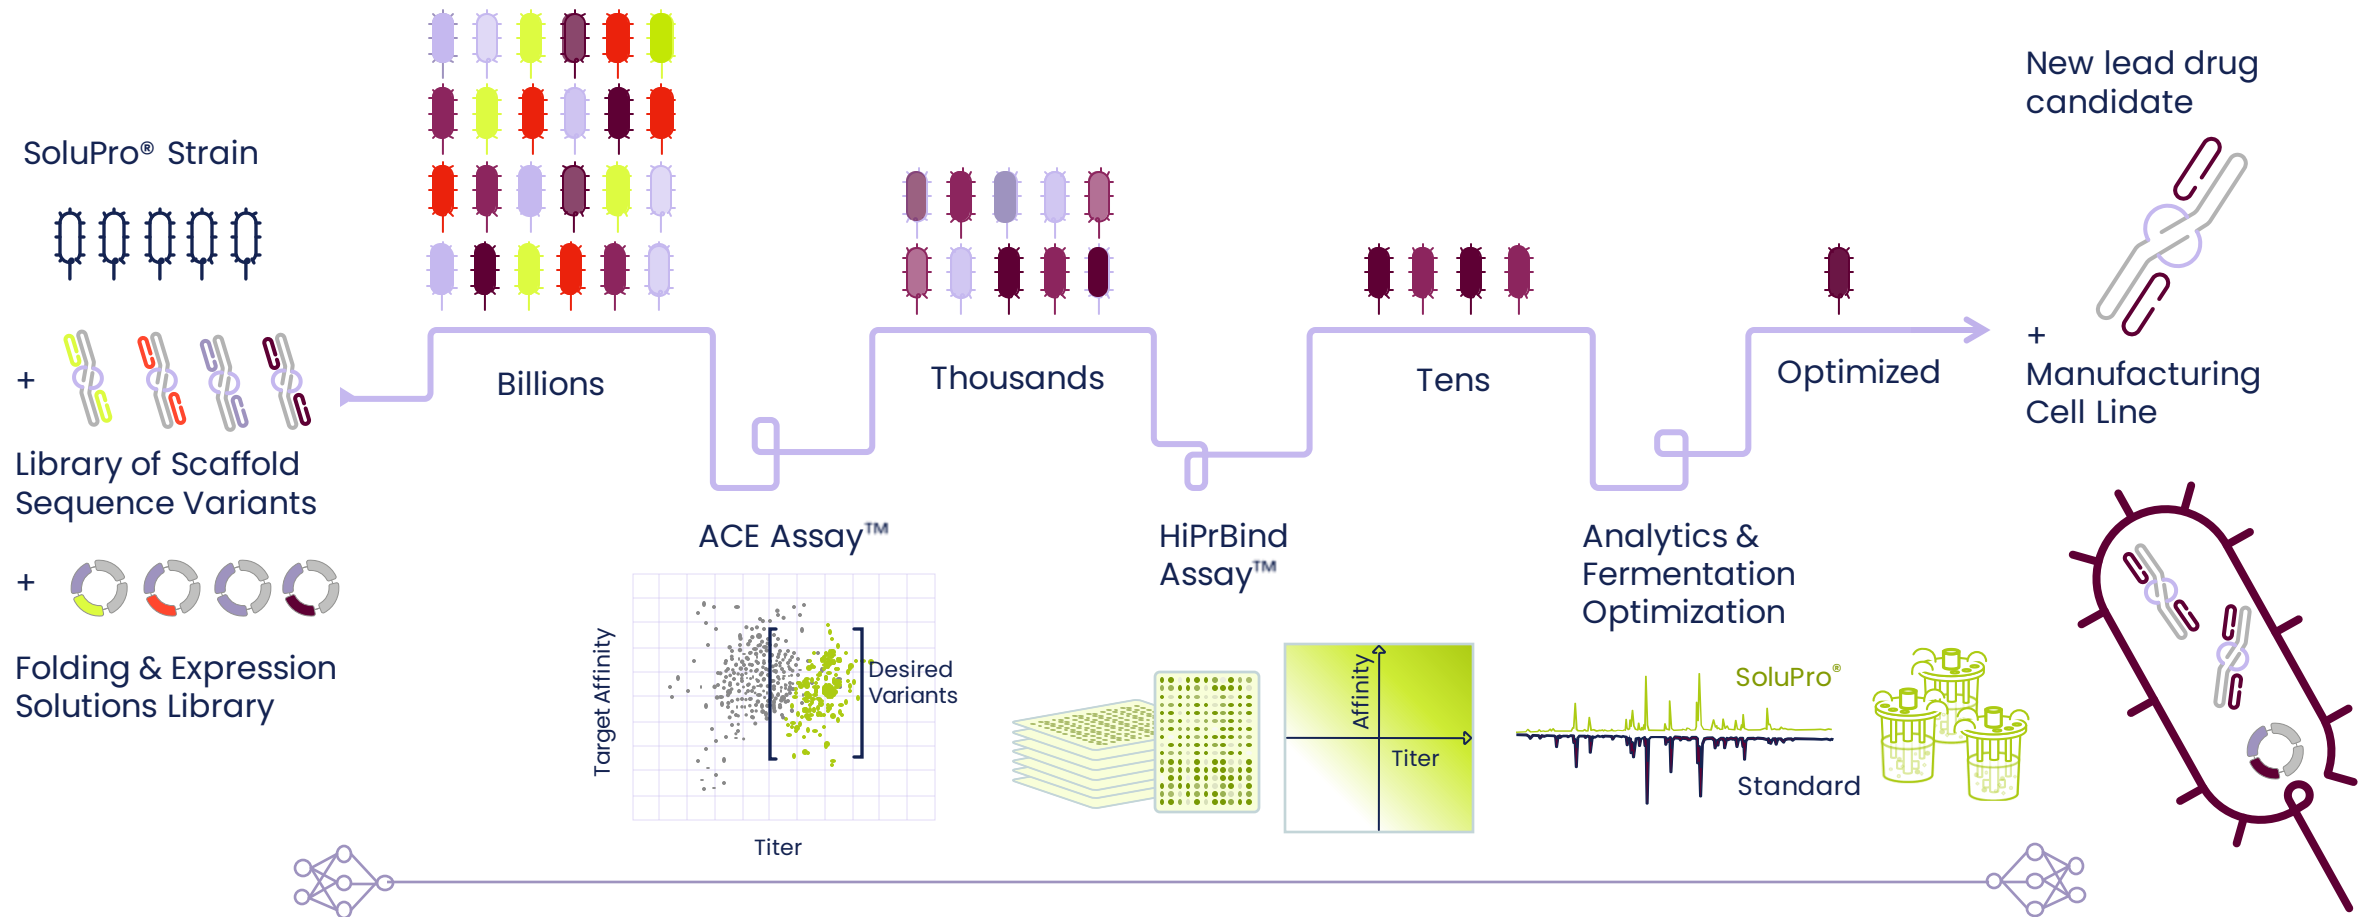 SoluPro® Strain
+
Library of Scaffold
Sequence Variants
+
Folding & Expression
Solutions Library
Billions
Thousands
Tens
Optimized
ACE Assay™
Target Affinity
Desired
Variants
Titer
HiPrBind
Assay™
Affinity
Titer
Analytics &
Fermentation
Optimization
SoluPro®
Standard
New lead drug
candidate
+
Manufacturing
Cell Line